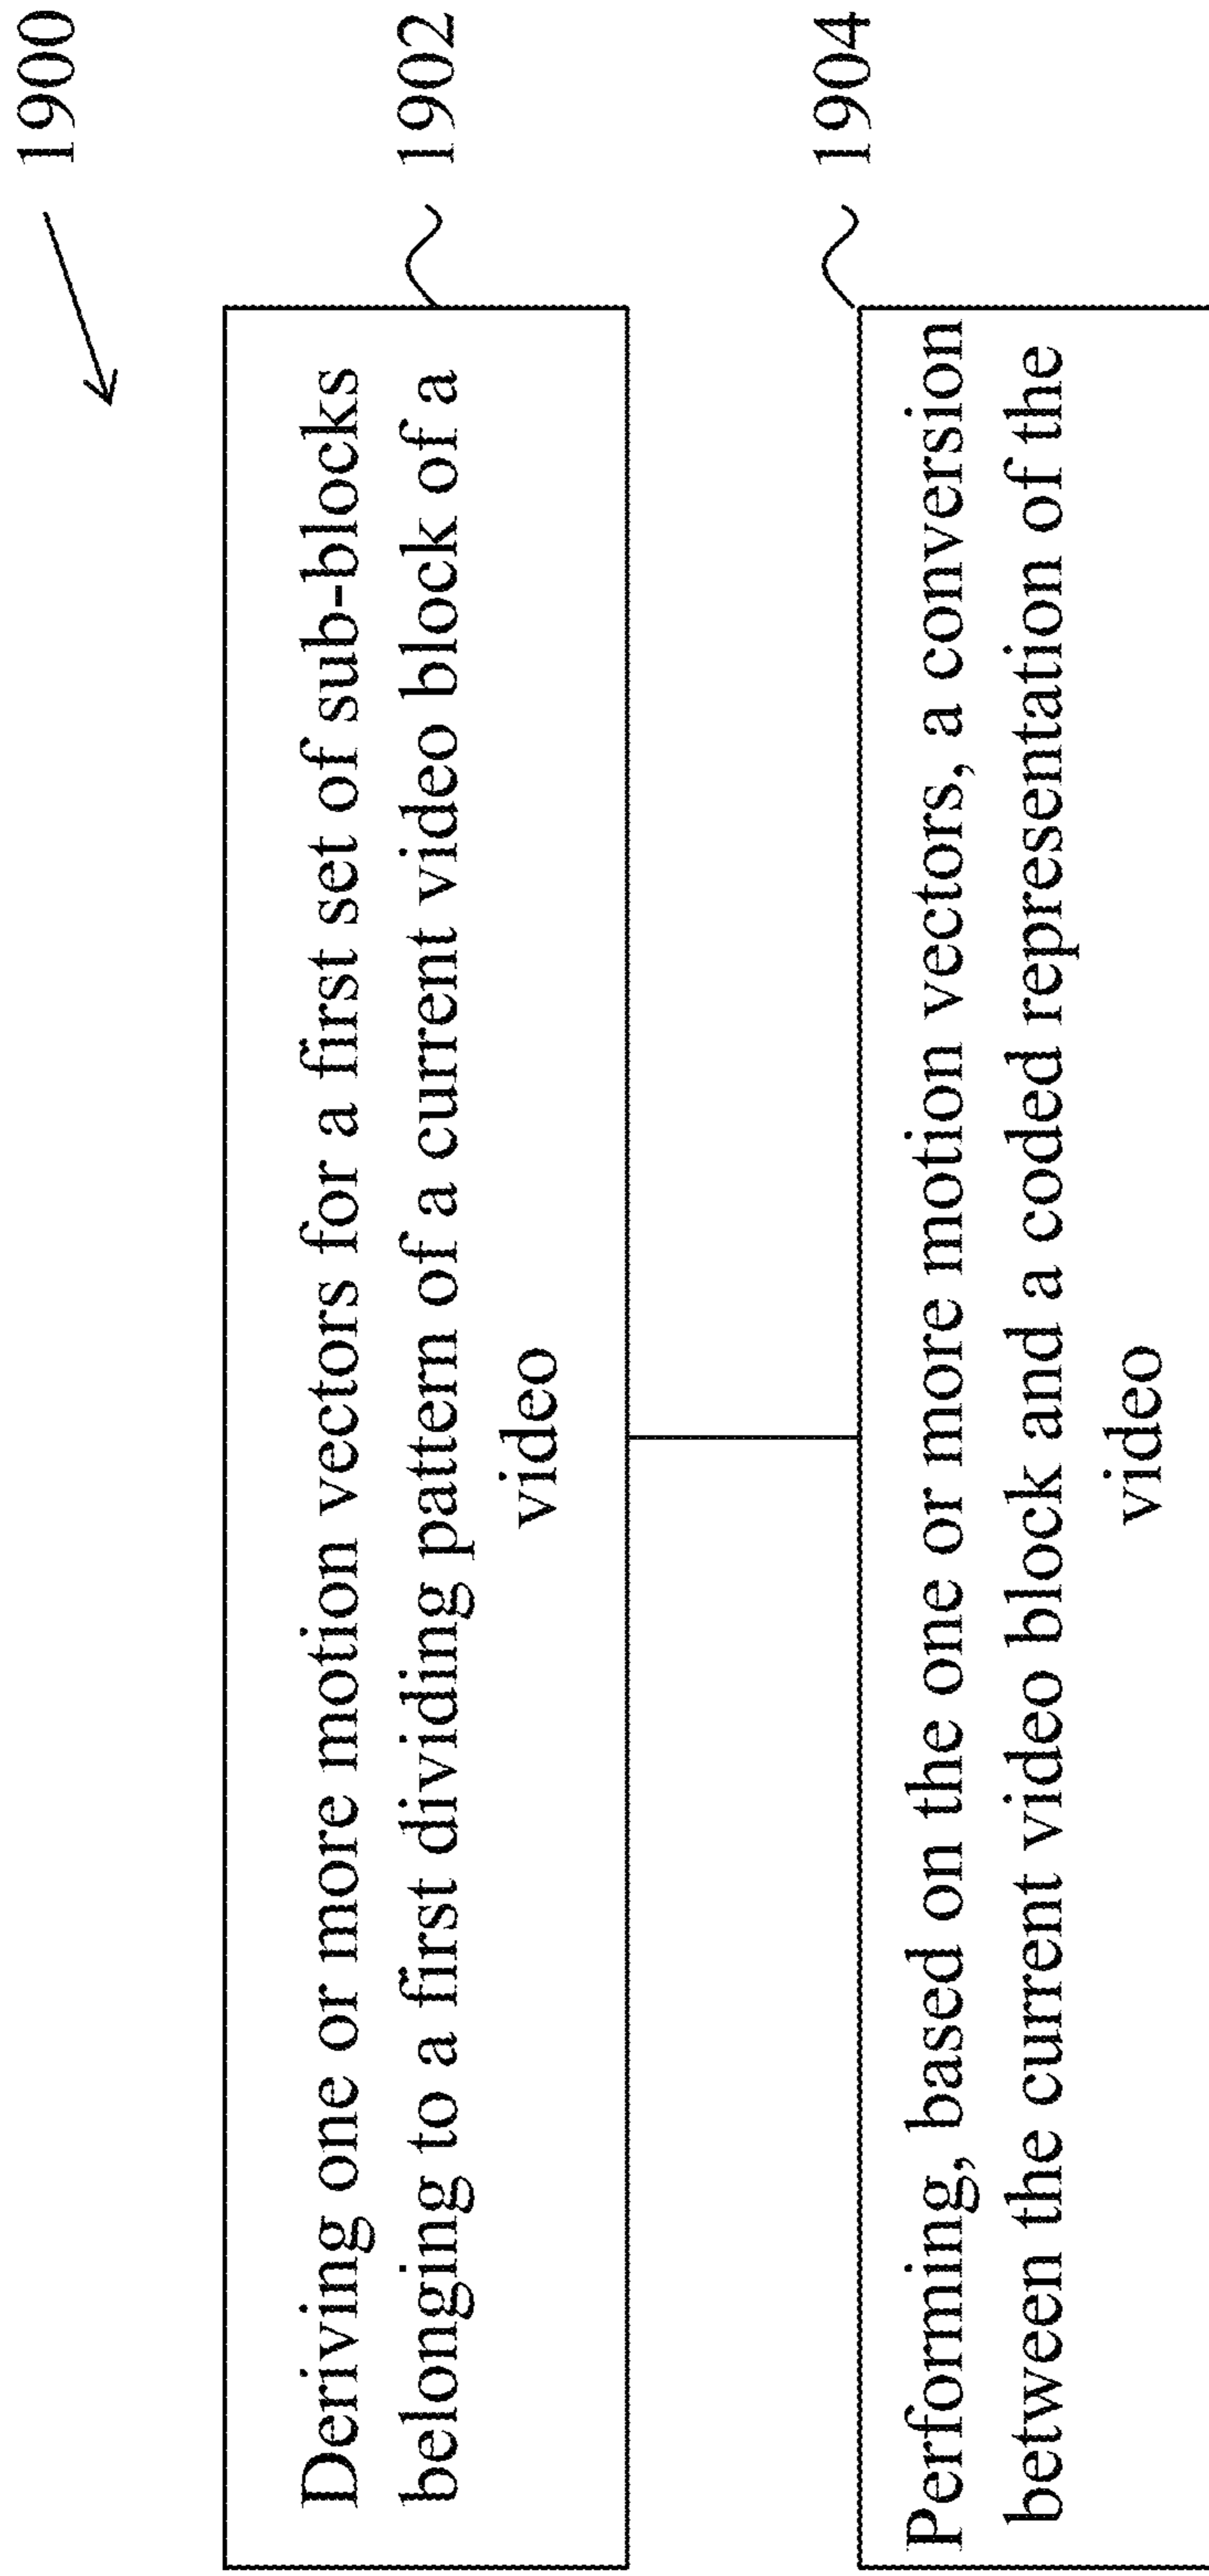 1900
Deriving one or more motion vectors for a first set of sub-blocks
belonging to a first dividing pattern of a current video block of a
video
1902
Performing, based on the one or more motion vectors, a conversion
between the current video block and a coded representation of the
video
1904